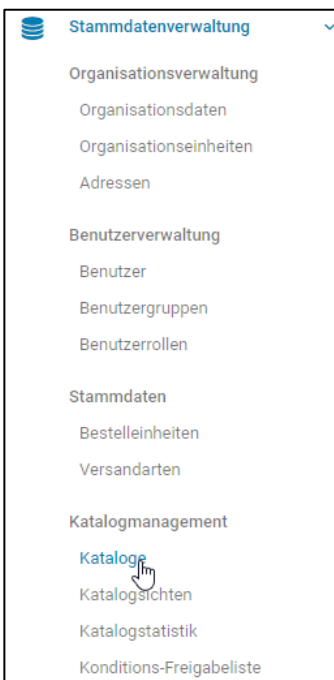 Stammdatenverwaltung
Organisationsverwaltung
Organisationsdaten
Organisationseinheiten
Adressen
Benutzerverwaltung
Benutzer
Benutzergruppen
Benutzerrollen
Stammdaten
Bestelleinheiten
Versandarten
Katalogmanagement
Kataloge
Katalogsichten
Katalogstatistik
Konditions-Freigabeliste